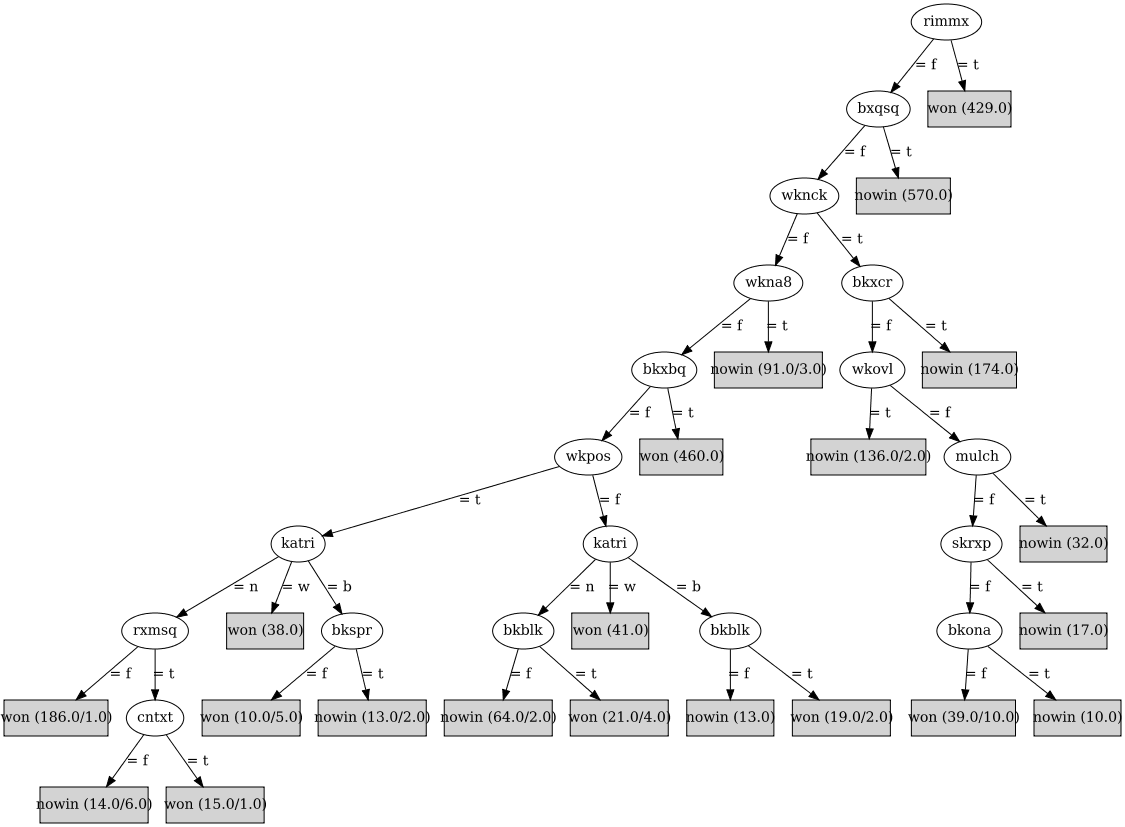 rimmx
= f
= t
bxqsq
won (429.0)
= f
= t
wknck
nowin (570.0)
= f
= t
wkna8
bkxcr
= f
= t
= f
= t
bkxbq
nowin (91.0/3.0)
wkovl
nowin (174.0)
= f
= t
= t
= f
wkpos
won (460.0)
nowin (136.0/2.0)
mulch
= t
= f
= f
= t
katri
katri
skrxp
nowin (32.0)
= n
= w
= b
= n
= w
= b
= f
= t
rxmsq
won (38.0)
bkspr
bkblk
won (41.0)
bkblk
bkona
nowin (17.0)
= f
= t
= f
= t
= f
= t
= f
= t
= f
= t
won (186.0/1.0)
cntxt
won (10.0/5.0)
nowin (13.0/2.0)
nowin (64.0/2.0)
won (21.0/4.0)
nowin (13.0)
won (19.0/2.0)
won (39.0/10.0)
nowin (10.0)
= f
= t
nowin (14.0/6.0)
won (15.0/1.0)